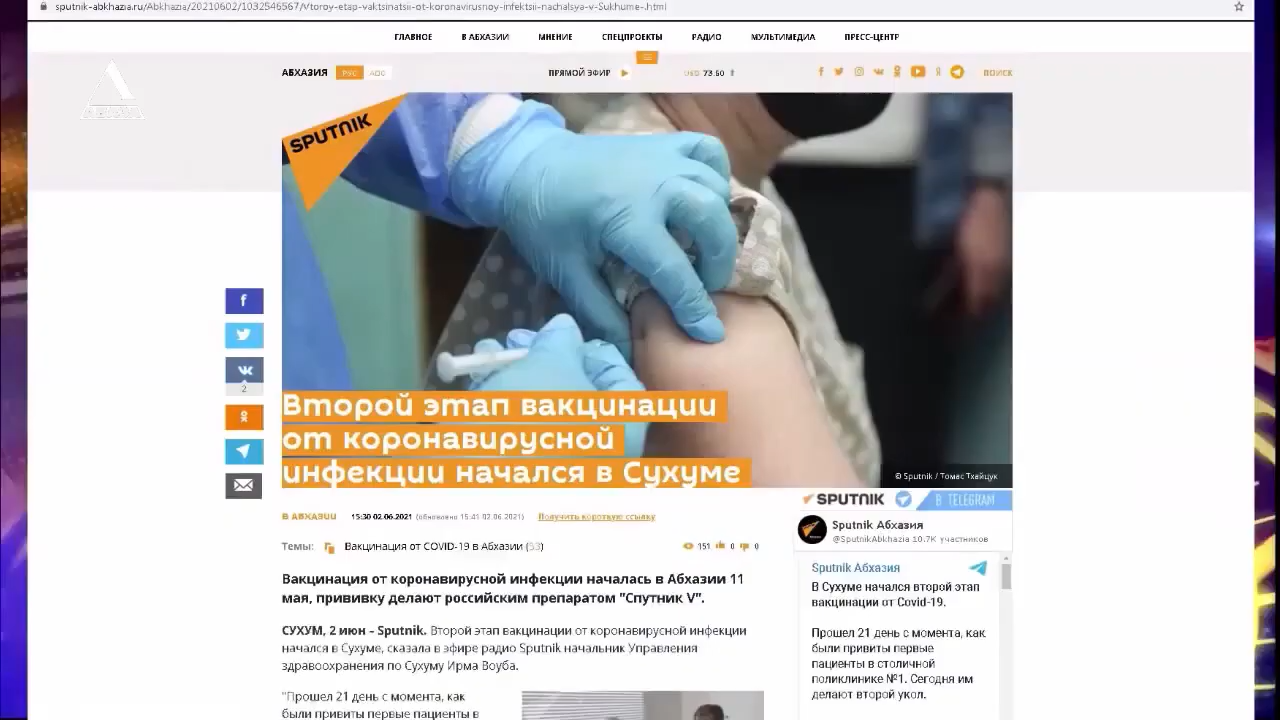 sputnik-abkhazia.ru/Abkhazia/20210602/1032546567/Vtoroy-etap-vaktsinatsii-ot-koronavirusnoy-infektsii-nachalsya-v-Sukhume-.html
ГЛАВНОЕ В АБХАЗИИ МНЕНИЕ СПЕЦПРОЕКТЫ РАДИО МУЛЬТИМЕДИА ПРЕСС-ЦЕНТР
АБХАЗИЯ РУС АԤС ПРЯМОЙ ЭФИР USD 73.50 ПОИСК
SPUTNIK
Второй этап вакцинации
от коронавирусной
инфекции начался в Сухуме
© Sputnik / Томас Тхайцук
2
В АБХАЗИИ 15:30 02.06.2021 (обновлено 15:41 02.06.2021) Получить короткую ссылку
Темы: Вакцинация от COVID-19 в Абхазии (53) 151 0 0
Вакцинация от коронавирусной инфекции началась в Абхазии 11
мая, прививку делают российским препаратом "Спутник V".
СУХУМ, 2 июн – Sputnik. Второй этап вакцинации от коронавирусной инфекции
начался в Сухуме, сказала в эфире радио Sputnik начальник Управления
здравоохранения по Сухуму Ирма Воуба.
"Прошел 21 день с момента, как
были привиты первые пациенты в
SPUTNIK В TELEGRAM
Sputnik Абхазия
@SputnikAbkhazia 10.7K участников
Sputnik Абхазия
В Сухуме начался второй этап
вакцинации от Covid-19.
Прошел 21 день с момента, как
были привиты первые
пациенты в столичной
поликлинике №1. Сегодня им
делают второй укол.